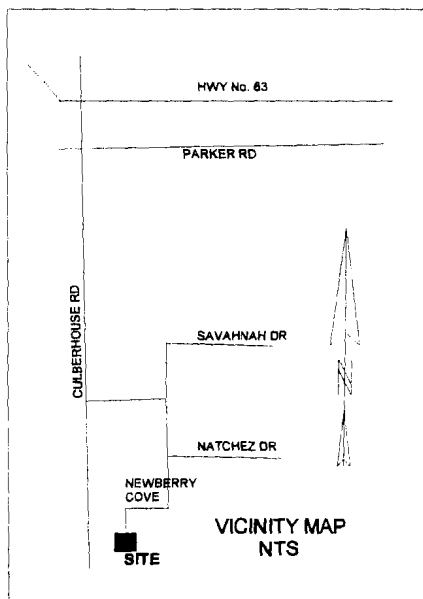 HWY No. 63
PARKER RD
CULBERHOUSE RD
SAVAHNAH DR
N
NATCHEZ DR
NEWBERRY
COVE
VICINITY MAP
NTS
SITE